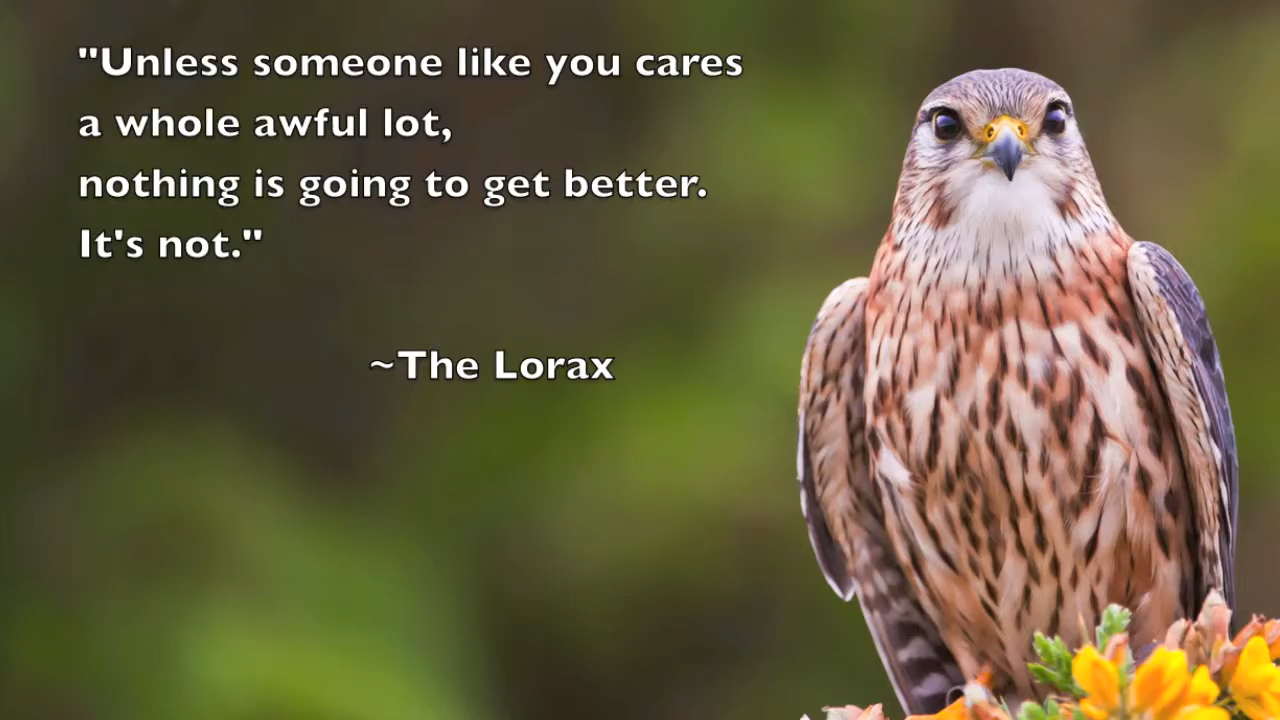 "Unless someone like you cares
a whole awful lot,
nothing is going to get better.
It's not."
~The Lorax